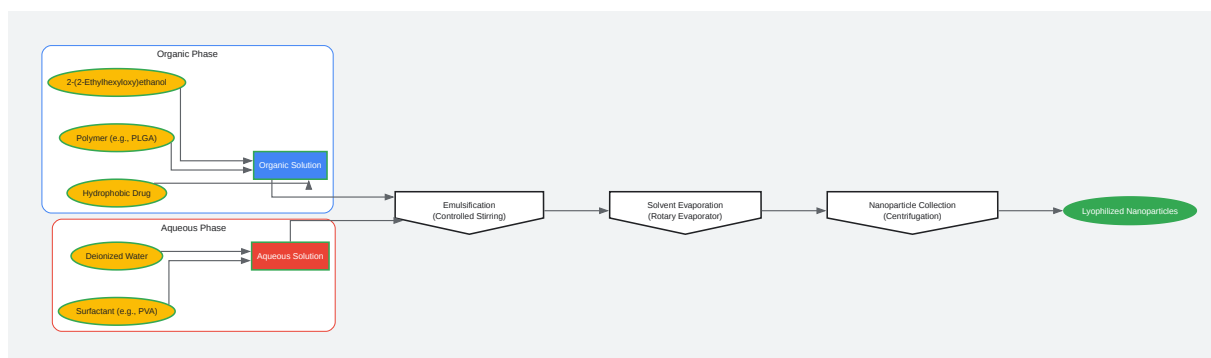 Organic Phase
2-(2-Ethylhexyloxy)ethanol
Polymer (e.g., PLGA)
Organic Solution
Hydrophobic Drug
Aqueous Phase
Deionized Water
Aqueous Solution
Surfactant (e.g., PVA)
Emulsification
(Controlled Stirring)
Solvent Evaporation
(Rotary Evaporator)
Nanoparticle Collection
(Centrifugation)
Lyophilized Nanoparticles